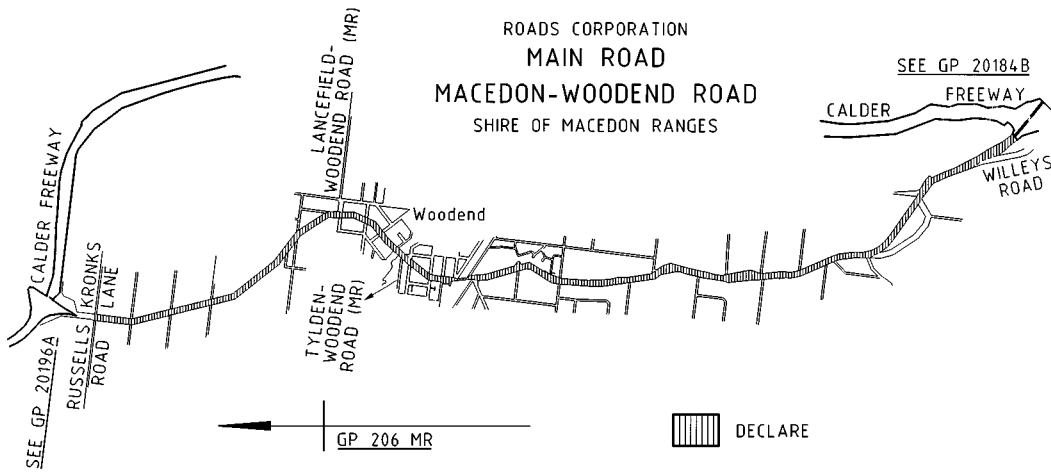 ROADS CORPORATION
MAIN ROAD
MACEDON-WOODEND ROAD
SHIRE OF MACEDON RANGES
SEE GP 20184B
CALDER FREEWAY
WILLEYS
ROAD
LANCEFIELD-
WOODEND ROAD (MR)
Woodend
CALDER FREEWAY
KRONKS
LANE
RUSSELLS
ROAD
SEE GP 20196A
TYLDEN-
WOODEND
ROAD (MR)
GP 206 MR
DECLARE